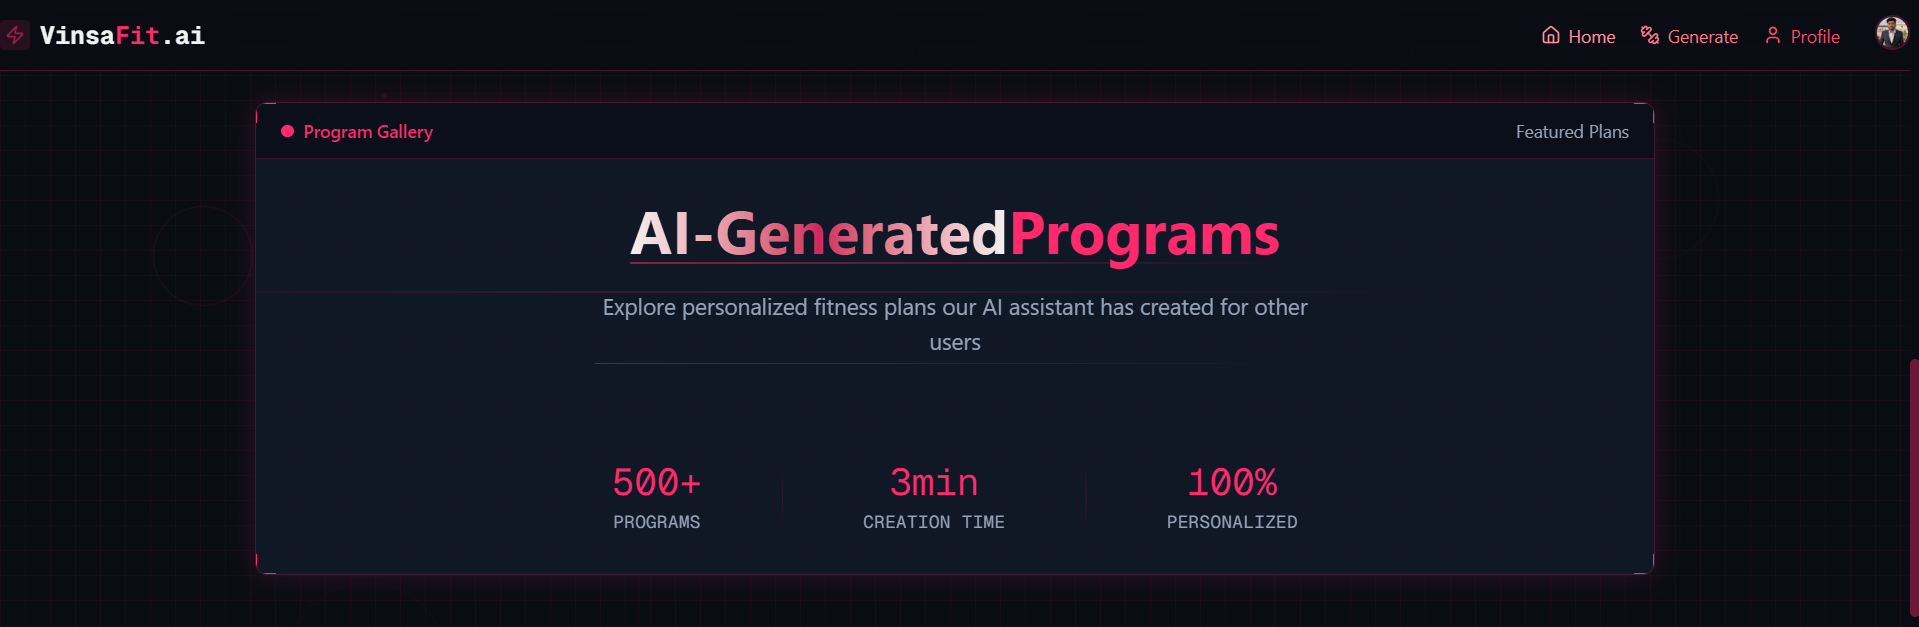 VinsaFit.ai
Home Generate Profile
Program Gallery
Featured Plans
AI-GeneratedPrograms
Explore personalized fitness plans our AI assistant has created for other
users
500+ 3min 100%
PROGRAMS CREATION TIME PERSONALIZED